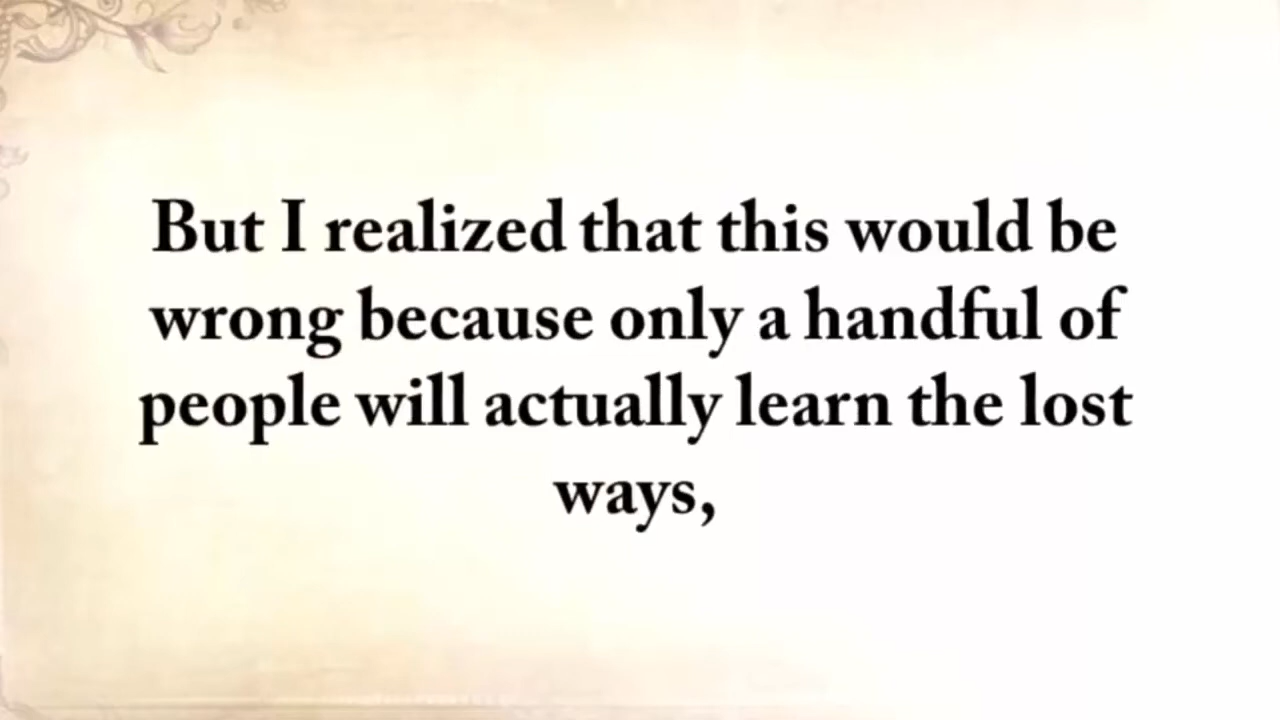 But I realized that this would be
wrong because only a handful of
people will actually learn the lost
ways,